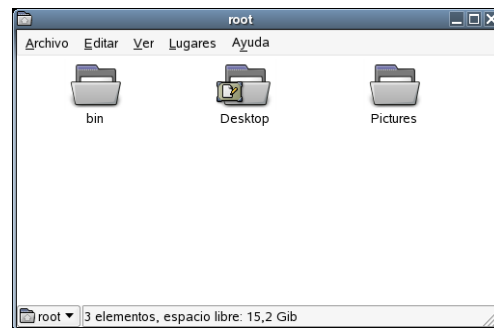 root
Archivo Editar Ver Lugares Ayuda
bin Desktop Pictures
root 3 elementos, espacio libre: 15,2 Gib